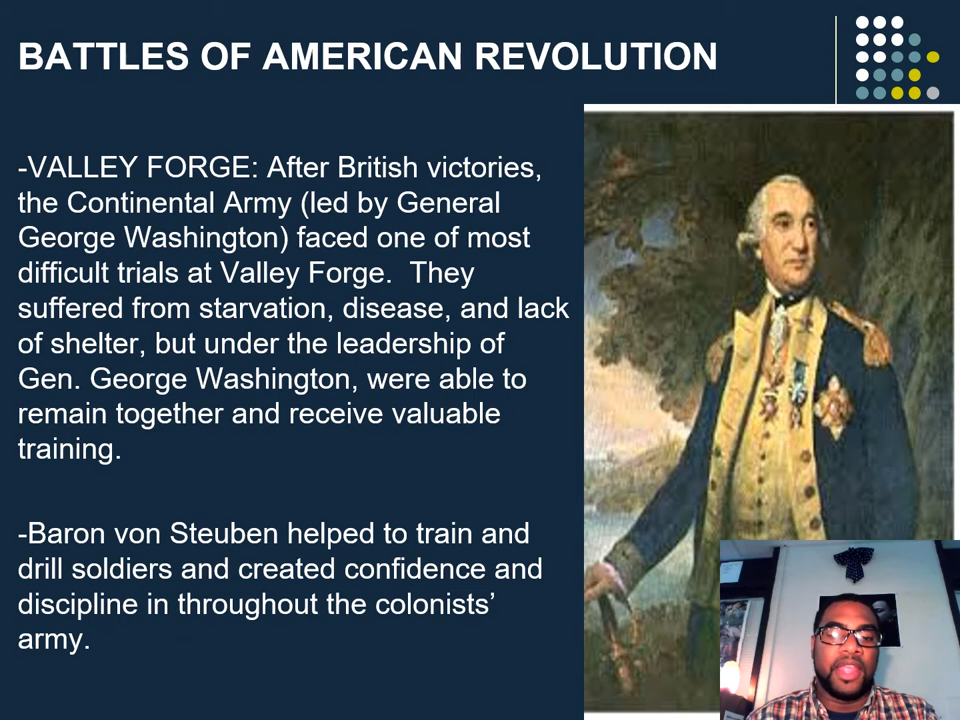 BATTLES OF AMERICAN REVOLUTION
-VALLEY FORGE: After British victories,
the Continental Army (led by General
George Washington) faced one of most
difficult trials at Valley Forge.  They
suffered from starvation, disease, and lack
of shelter, but under the leadership of
Gen. George Washington, were able to
remain together and receive valuable
training.
-Baron von Steuben helped to train and
drill soldiers and created confidence and
discipline in throughout the colonists’
army.